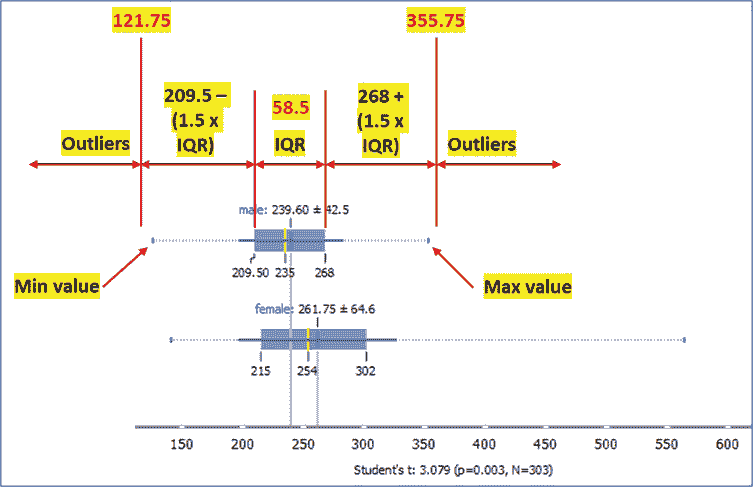 121.75
355.75
209.5 –
(1.5 x
IQR)
58.5
IQR
268 +
(1.5 x
IQR)
Outliers
Outliers
male: 239.60 ± 42.5
209.50
235
268
Min value
Max value
female: 261.75 ± 64.6
215
254
302
150
200
250
300
350
400
450
500
550
600
Student's t: 3.079 (p=0.003, N=303)